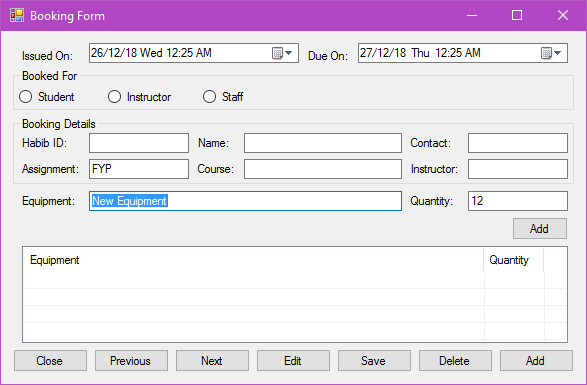 Booking Form
Issued On: 26/12/18 Wed 12:25 AM Due On: 27/12/18 Thu 12:25 AM
Booked For
Student Instructor Staff
Booking Details
Habib ID: Name: Contact:
Assignment: FYP Course: Instructor:
Equipment: New Equipment Quantity: 12
Add
Equipment Quantity
Close Previous Next Edit Save Delete Add